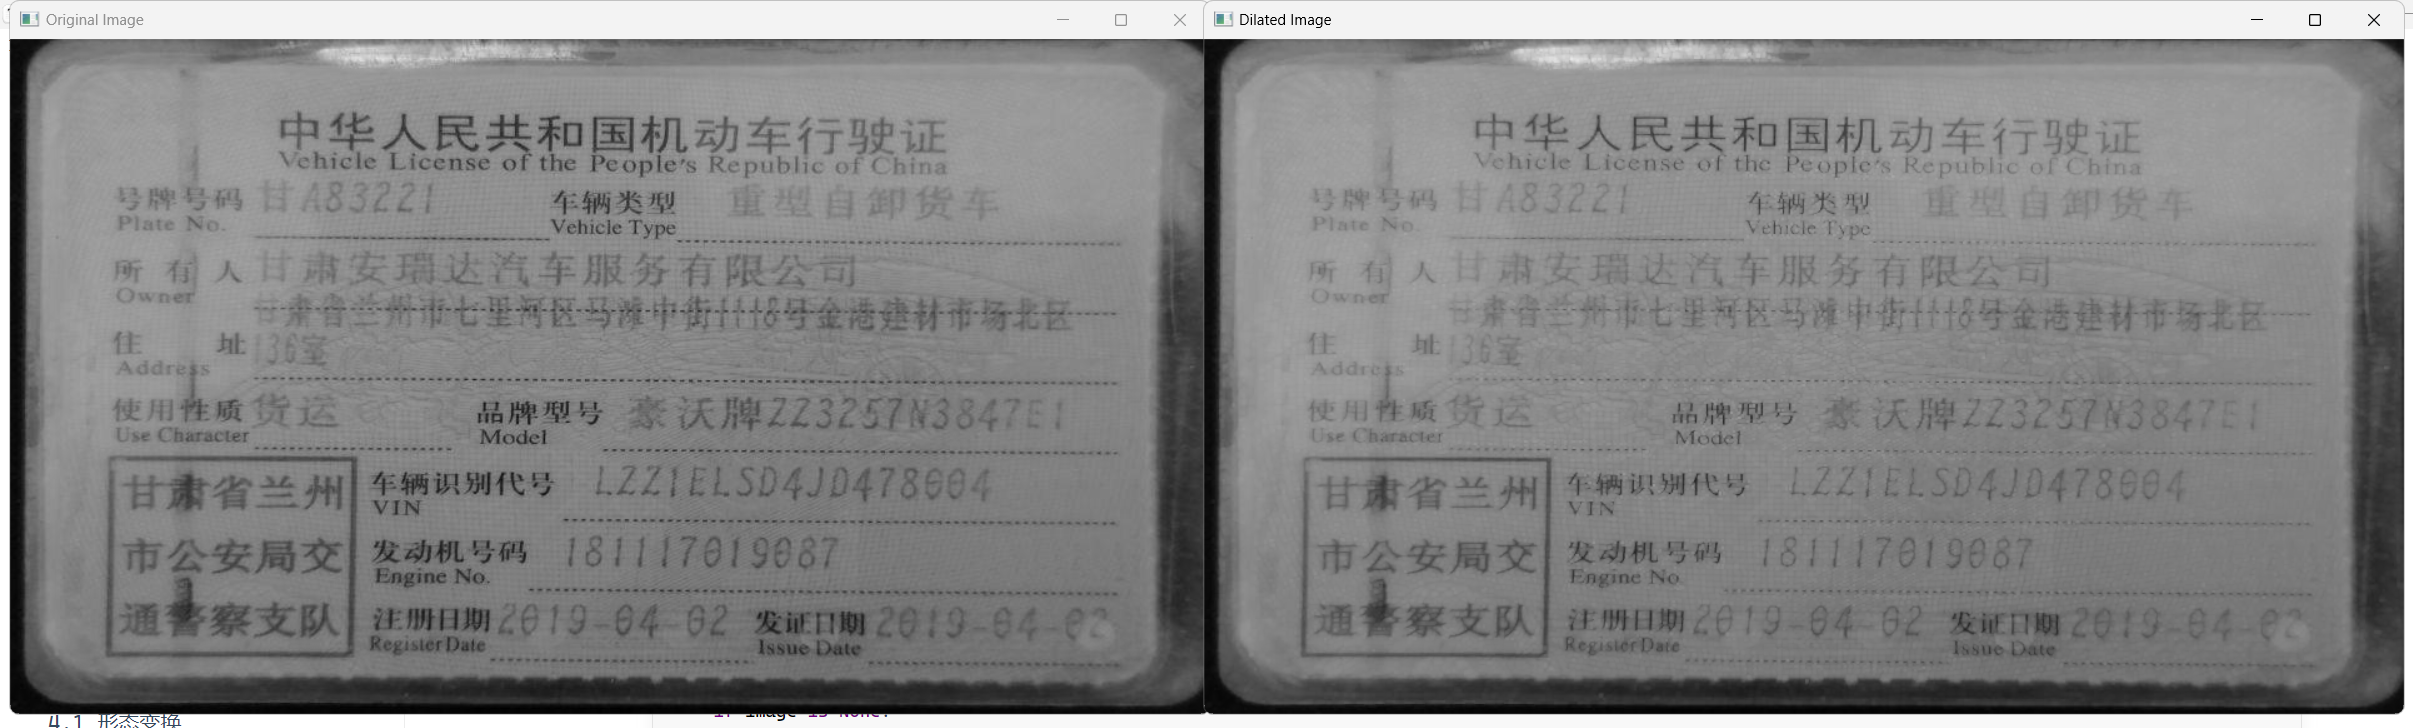 Original Image
中华人民共和国机动车行驶证
Vehicle License of the People's Republic of China
号牌号码 甘A83221 车辆类型 重型自卸货车
Plate No. Vehicle Type
所有人 甘肃安瑞达汽车服务有限公司
Owner
甘肃省兰州市七里河区马滩中街1118号金港建材市场北区
住址 136室
Address
使用性质 货运 品牌型号 豪沃牌ZZ3257N3847E1
Use Character Model
甘肃省兰州 车辆识别代号 LZZ1ELSD4JD478004
VIN
市公安局交 发动机号码 181117019087
Engine No.
通警察支队 注册日期 2019-04-02 发证日期 2019-04-02
Register Date Issue Date
Dilated Image
中华人民共和国机动车行驶证
Vehicle License of the People's Republic of China
号牌号码 甘A83221 车辆类型 重型自卸货车
Plate No. Vehicle Type
所有人 甘肃安瑞达汽车服务有限公司
Owner
甘肃省兰州市七里河区马滩中街1118号金港建材市场北区
住址 136室
Address
使用性质 货运 品牌型号 豪沃牌ZZ3257N3847E1
Use Character Model
甘肃省兰州 车辆识别代号 LZZ1ELSD4JD478004
VIN
市公安局交 发动机号码 181117019087
Engine No.
通警察支队 注册日期 2019-04-02 发证日期 2019-04-02
Register Date Issue Date
4.1 形态变换
if image is None: